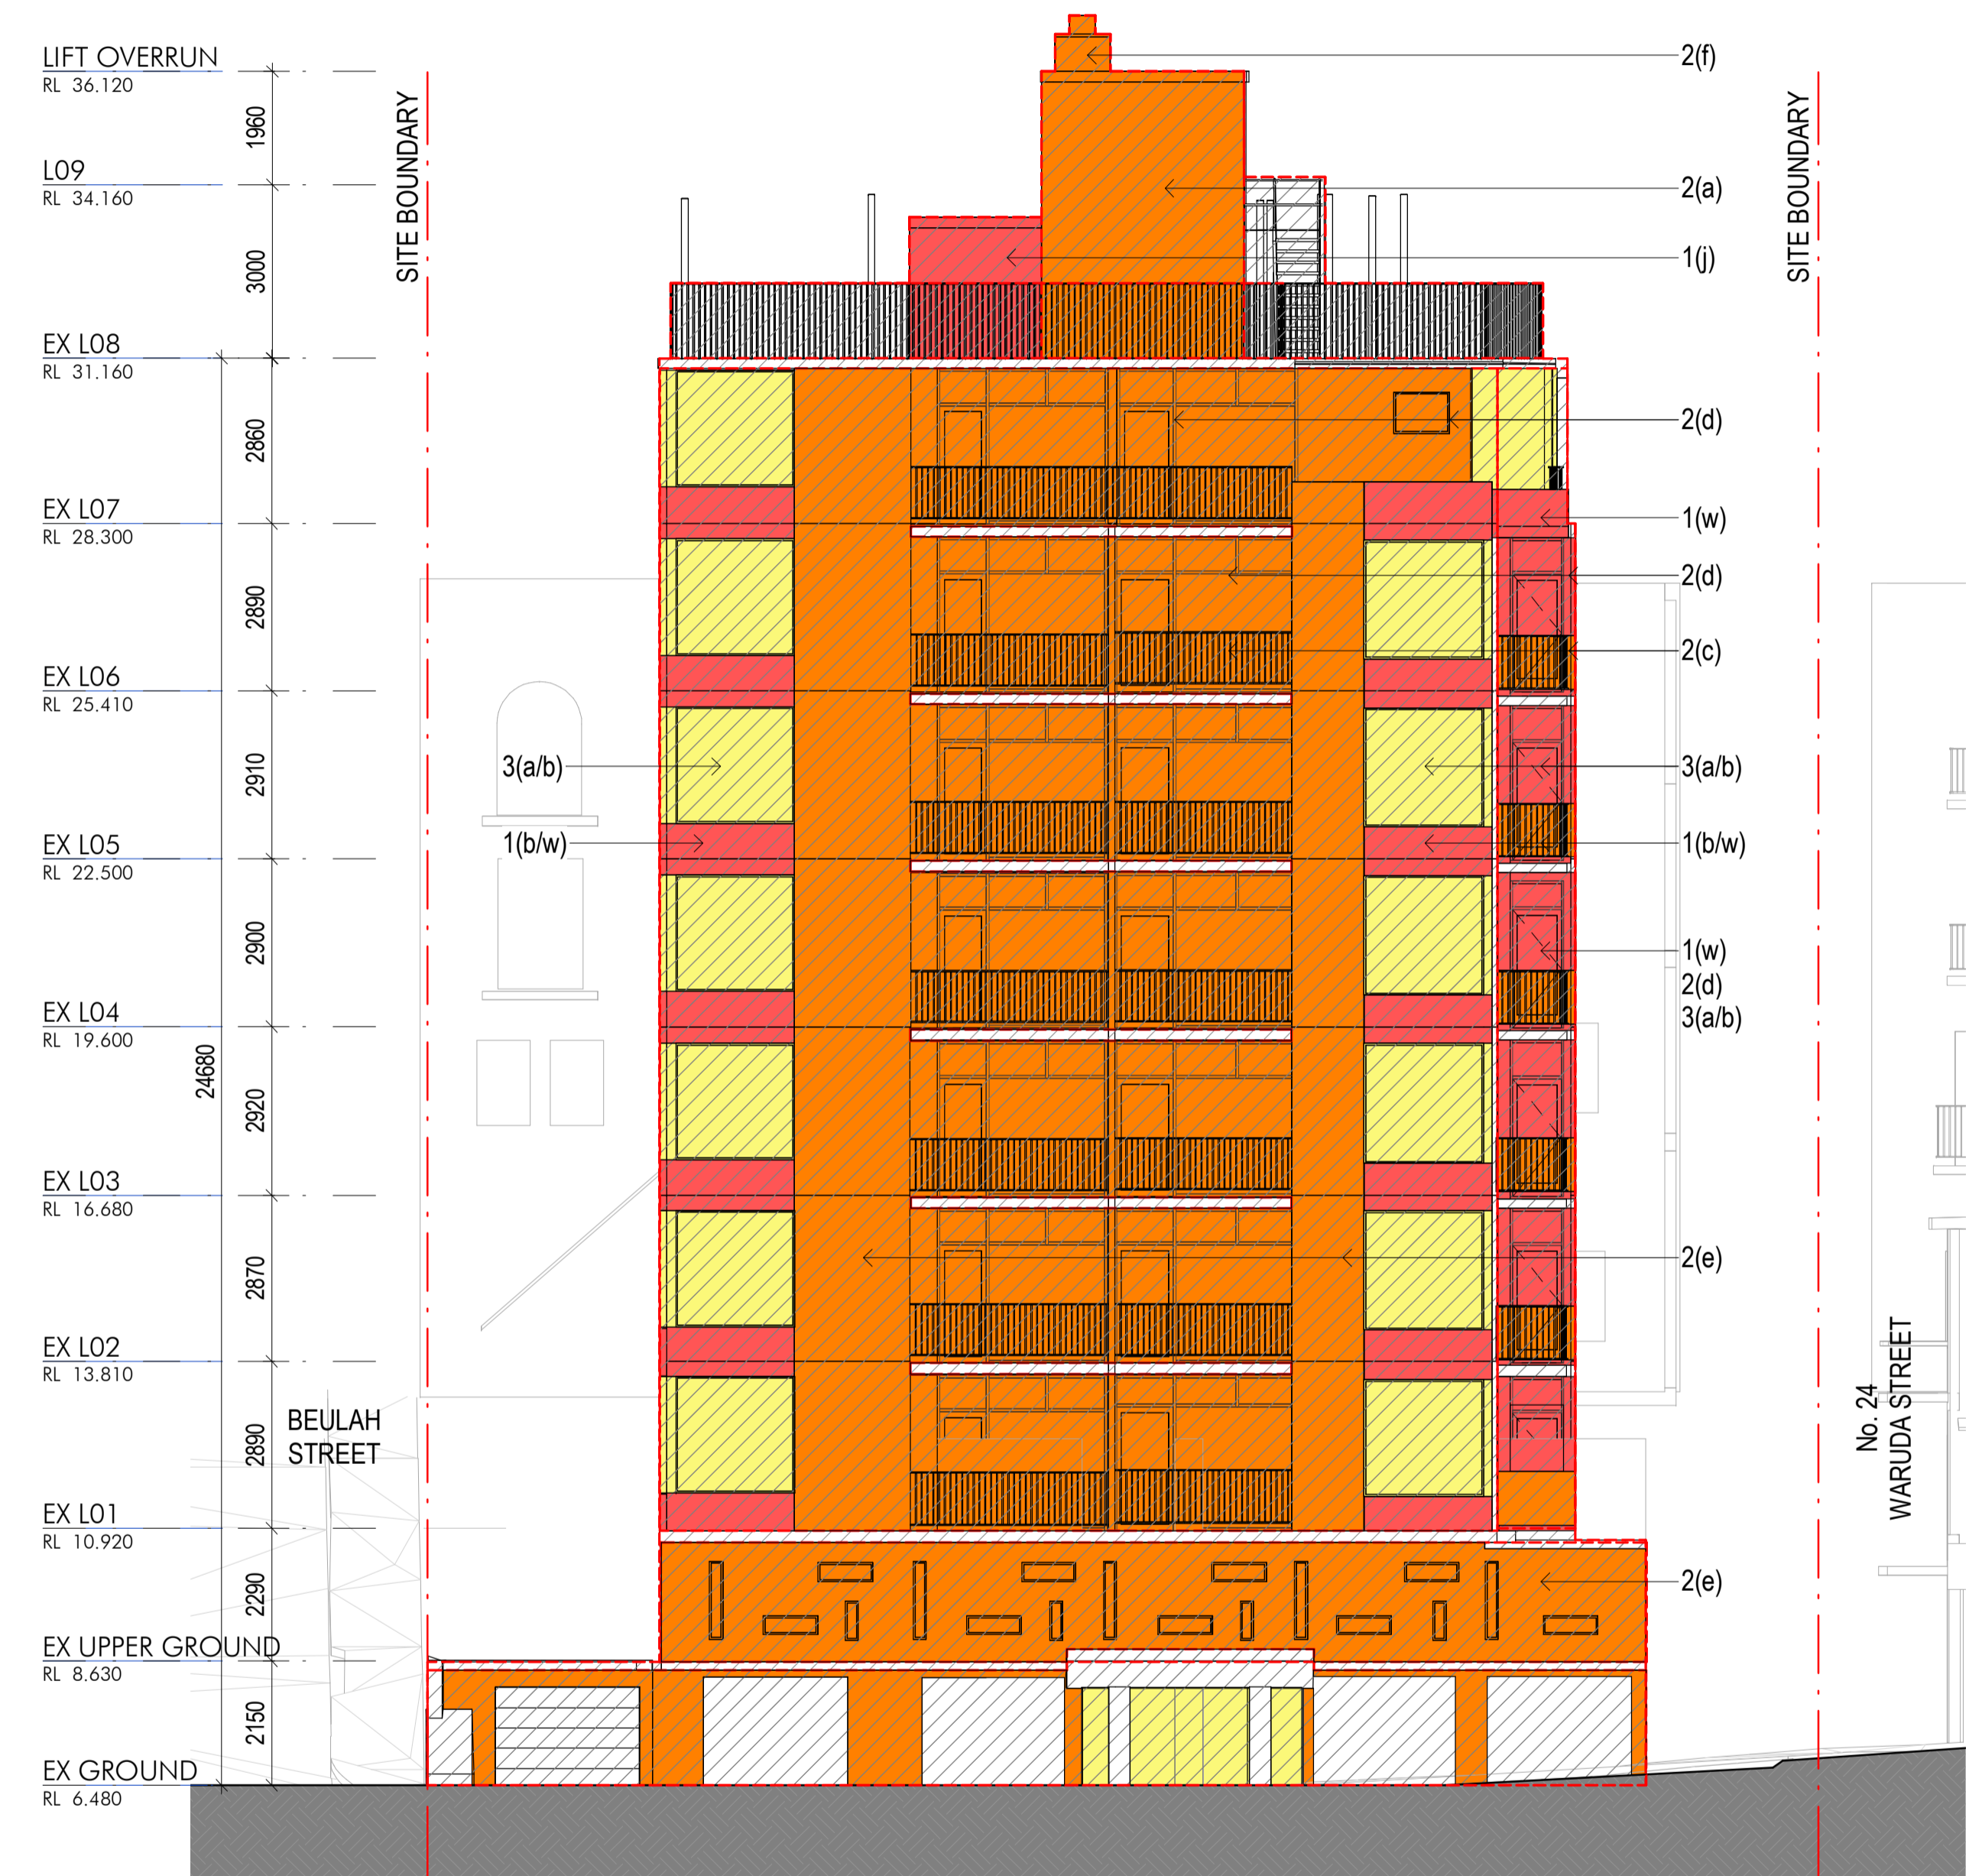 LIFT OVERRUN
RL 36.120
1960
L09
RL 34.160
3000
EX L08
RL 31.160
2860
EX L07
RL 28.300
2890
EX L06
RL 25.410
2910
EX L05
RL 22.500
2900
EX L04
RL 19.600
24680
2920
EX L03
RL 16.680
2870
EX L02
RL 13.810
2890
EX L01
RL 10.920
2290
EX UPPER GROUND
RL 8.630
2150
EX GROUND
RL 6.480
SITE BOUNDARY
BEULAH
STREET
3(a/b)
1(b/w)
2(f)
2(a)
1(j)
2(d)
1(w)
2(d)
2(c)
3(a/b)
1(b/w)
1(w)
2(d)
3(a/b)
2(e)
2(e)
SITE BOUNDARY
No. 24
WARUDA STREET